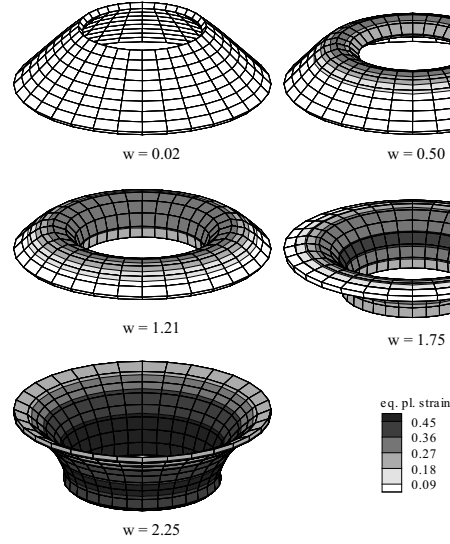 w = 0.02
w = 0.50
w = 1.21
w = 1.75
eq. pl. strain
0.45
0.36
0.27
0.18
0.09
w = 2.25